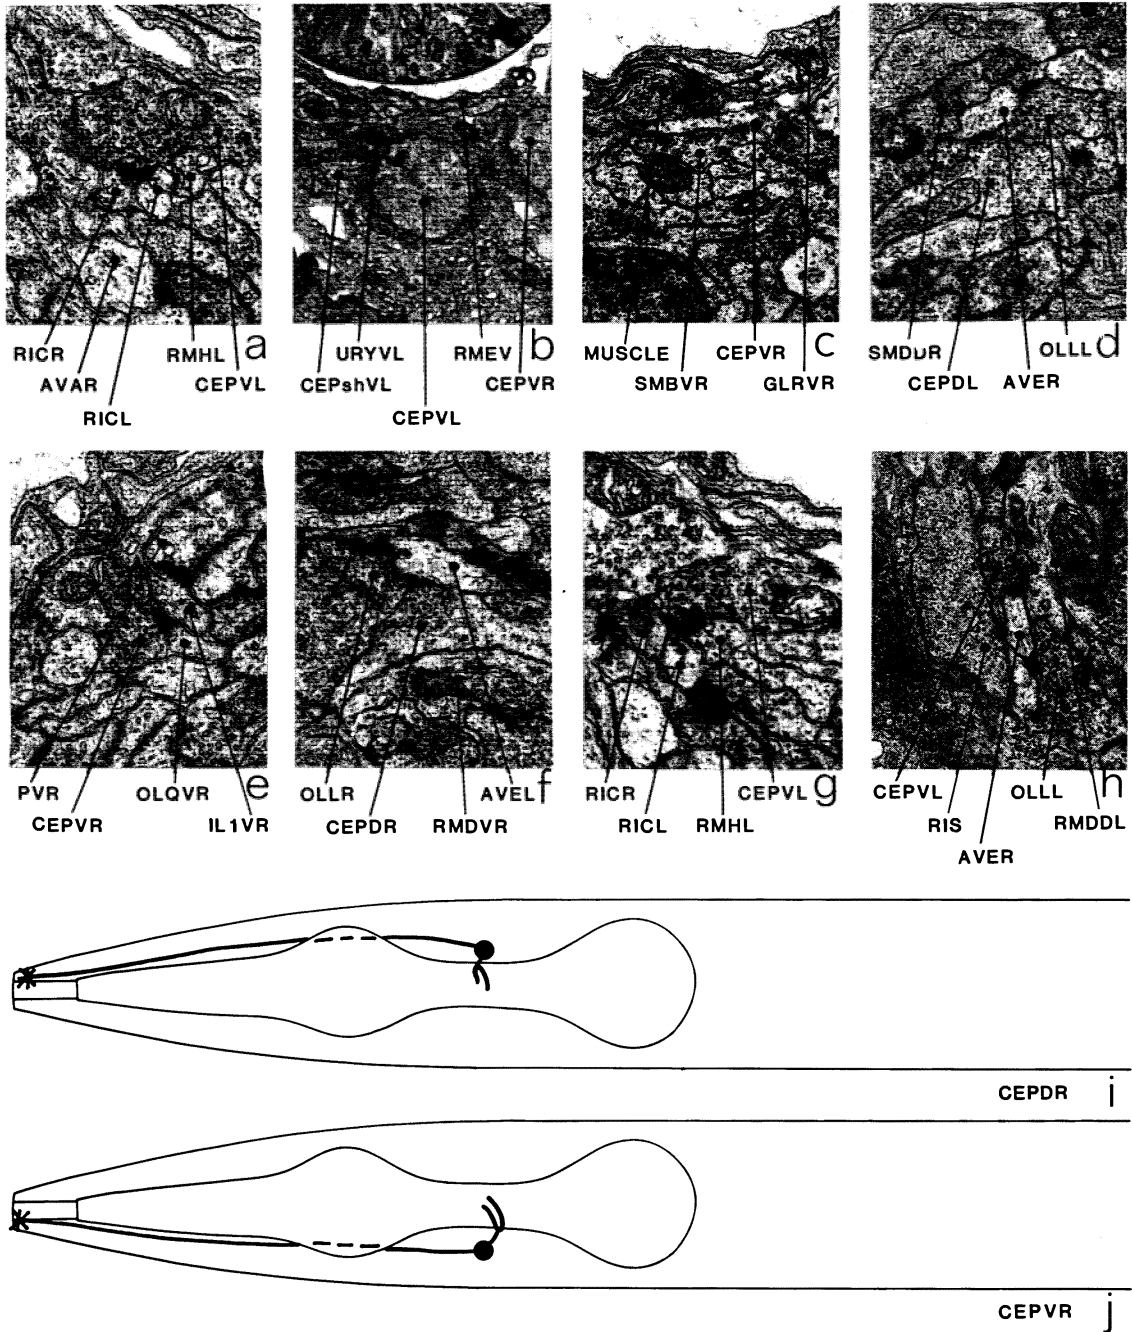 RICR RMHL a
AVAR CEPVL
RICL
URYVL RMEV b
CEPshVL CEPVR
CEPVL
MUSCLE CEPVR c
SMBVR GLRVR
SMDDR OLLL d
CEPDL AVER
PVR OLQVR e
CEPVR IL1VR
OLLR AVEL f
CEPDR RMDVR
RICR CEPVL g
RICL RMHL
CEPVL OLLL h
RIS RMDDL
AVER
CEPDR i
CEPVR j